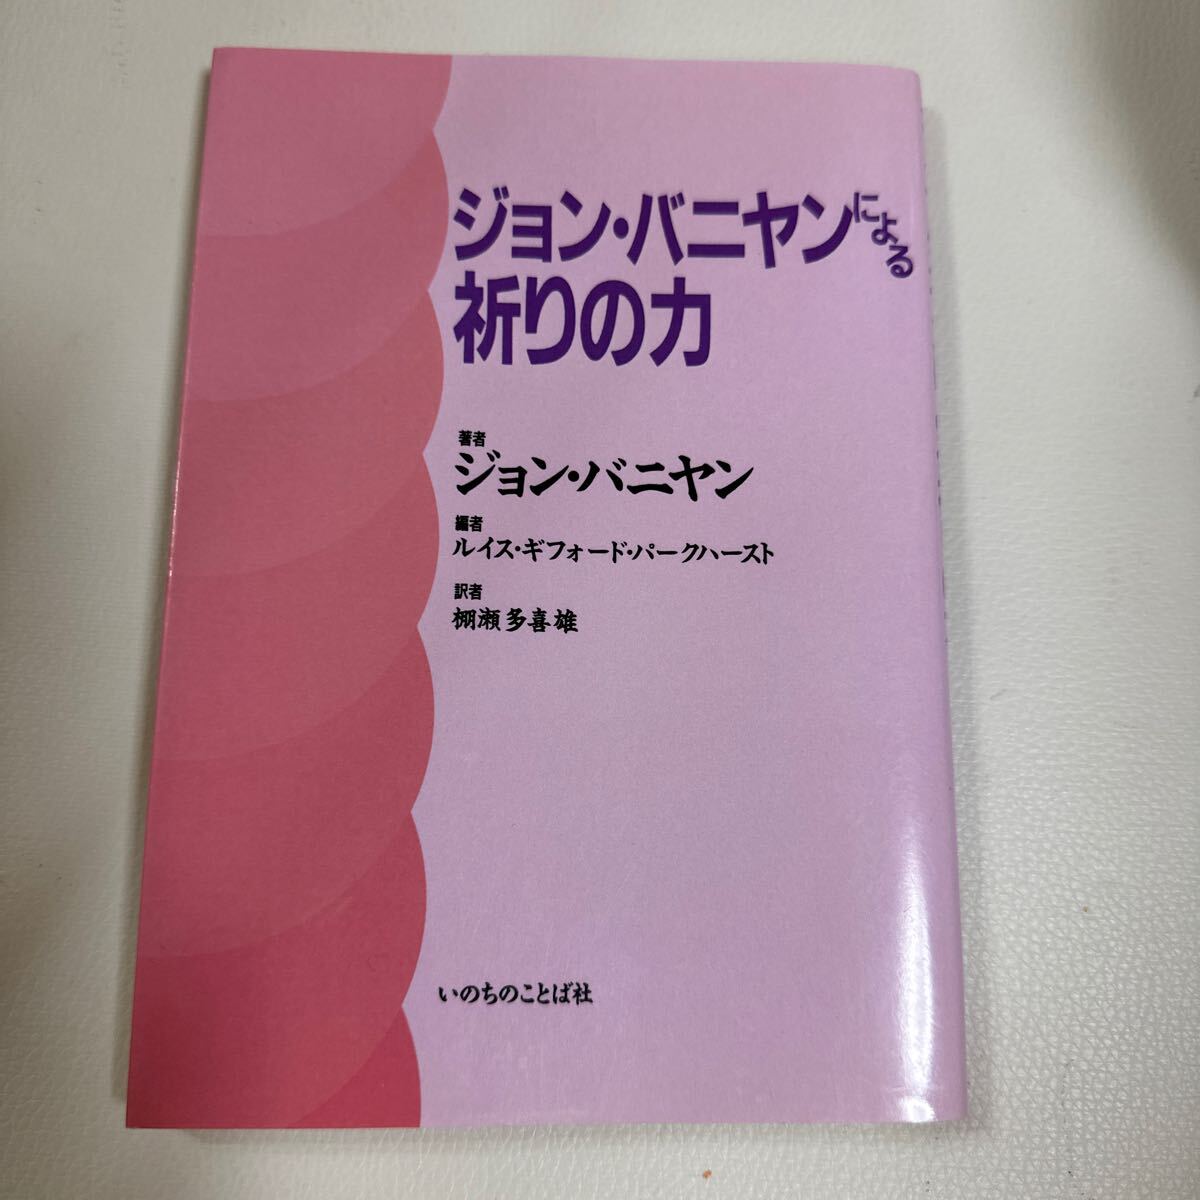 ジョン・バニヤンによる
祈りの力
著者
ジョン・バニヤン
編者
ルイス・ギフォード・パークハースト
訳者
棚瀬多喜雄
いのちのことば社